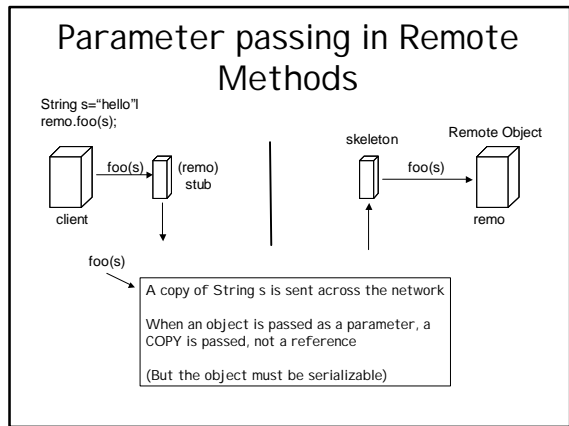 Parameter passing in Remote
Methods
String s="hello"l
remo.foo(s);
foo(s)
(remo)
stub
client
skeleton
Remote Object
foo(s)
remo
foo(s)
A copy of String s is sent across the network
When an object is passed as a parameter, a
COPY is passed, not a reference
(But the object must be serializable)